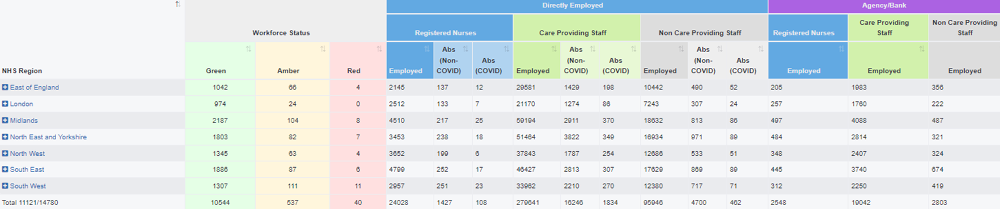 Directly Employed Agency/Bank
Workforce Status Registered Nurses Care Providing Staff Non Care Providing Staff Registered Nurses Care Providing Staff Non Care Providing Staff
NHS Region Green Amber Red Employed Abs (Non-COVID) Abs (COVID) Employed Abs (Non-COVID) Abs (COVID) Employed Abs (Non-COVID) Abs (COVID) Employed Employed Employed
East of England 1042 66 4 2145 137 12 29581 1429 198 10442 490 52 205 1983 356
London 974 24 0 2512 133 7 21170 1274 86 7243 307 24 257 1760 222
Midlands 2187 104 8 4510 217 25 59194 2911 370 18632 813 86 497 4088 487
North East and Yorkshire 1803 82 7 3453 238 18 51464 3822 349 16934 971 89 484 2814 321
North West 1345 63 4 3652 199 6 37843 1787 254 12686 533 51 348 2407 324
South East 1886 87 6 4799 252 17 46427 2813 307 17629 869 89 445 3740 674
South West 1307 111 11 2957 251 23 33962 2210 270 12380 717 71 312 2250 419
Total 11121/14780 10544 537 40 24028 1427 108 279641 16246 1834 95946 4700 462 2548 19042 2803